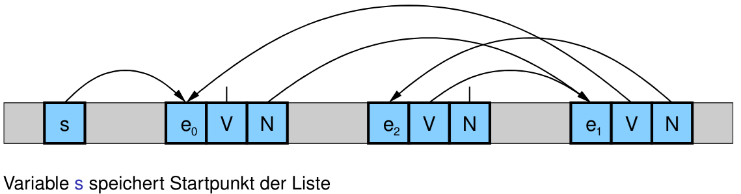 s e₀ V N e₂ V N e₁ V N
Variable s speichert Startpunkt der Liste